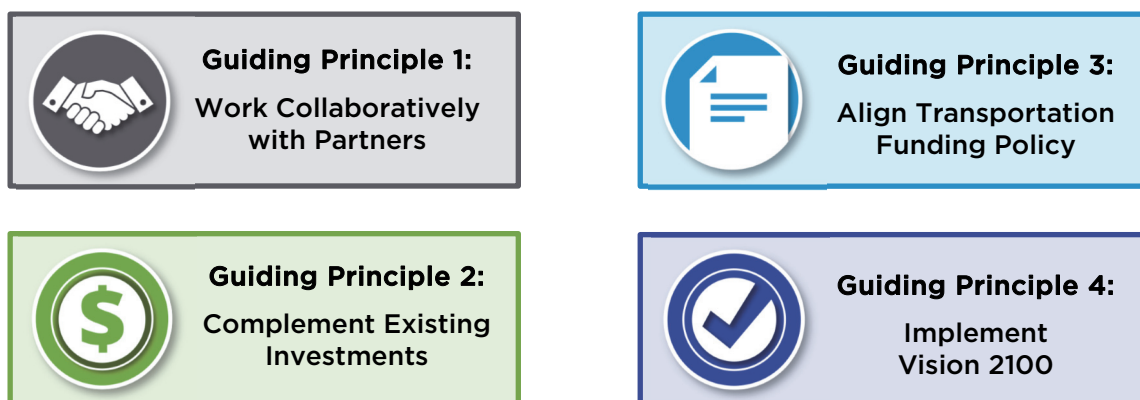 Guiding Principle 1:
Work Collaboratively
with Partners
Guiding Principle 2:
Complement Existing
Investments
Guiding Principle 3:
Align Transportation
Funding Policy
Guiding Principle 4:
Implement
Vision 2100